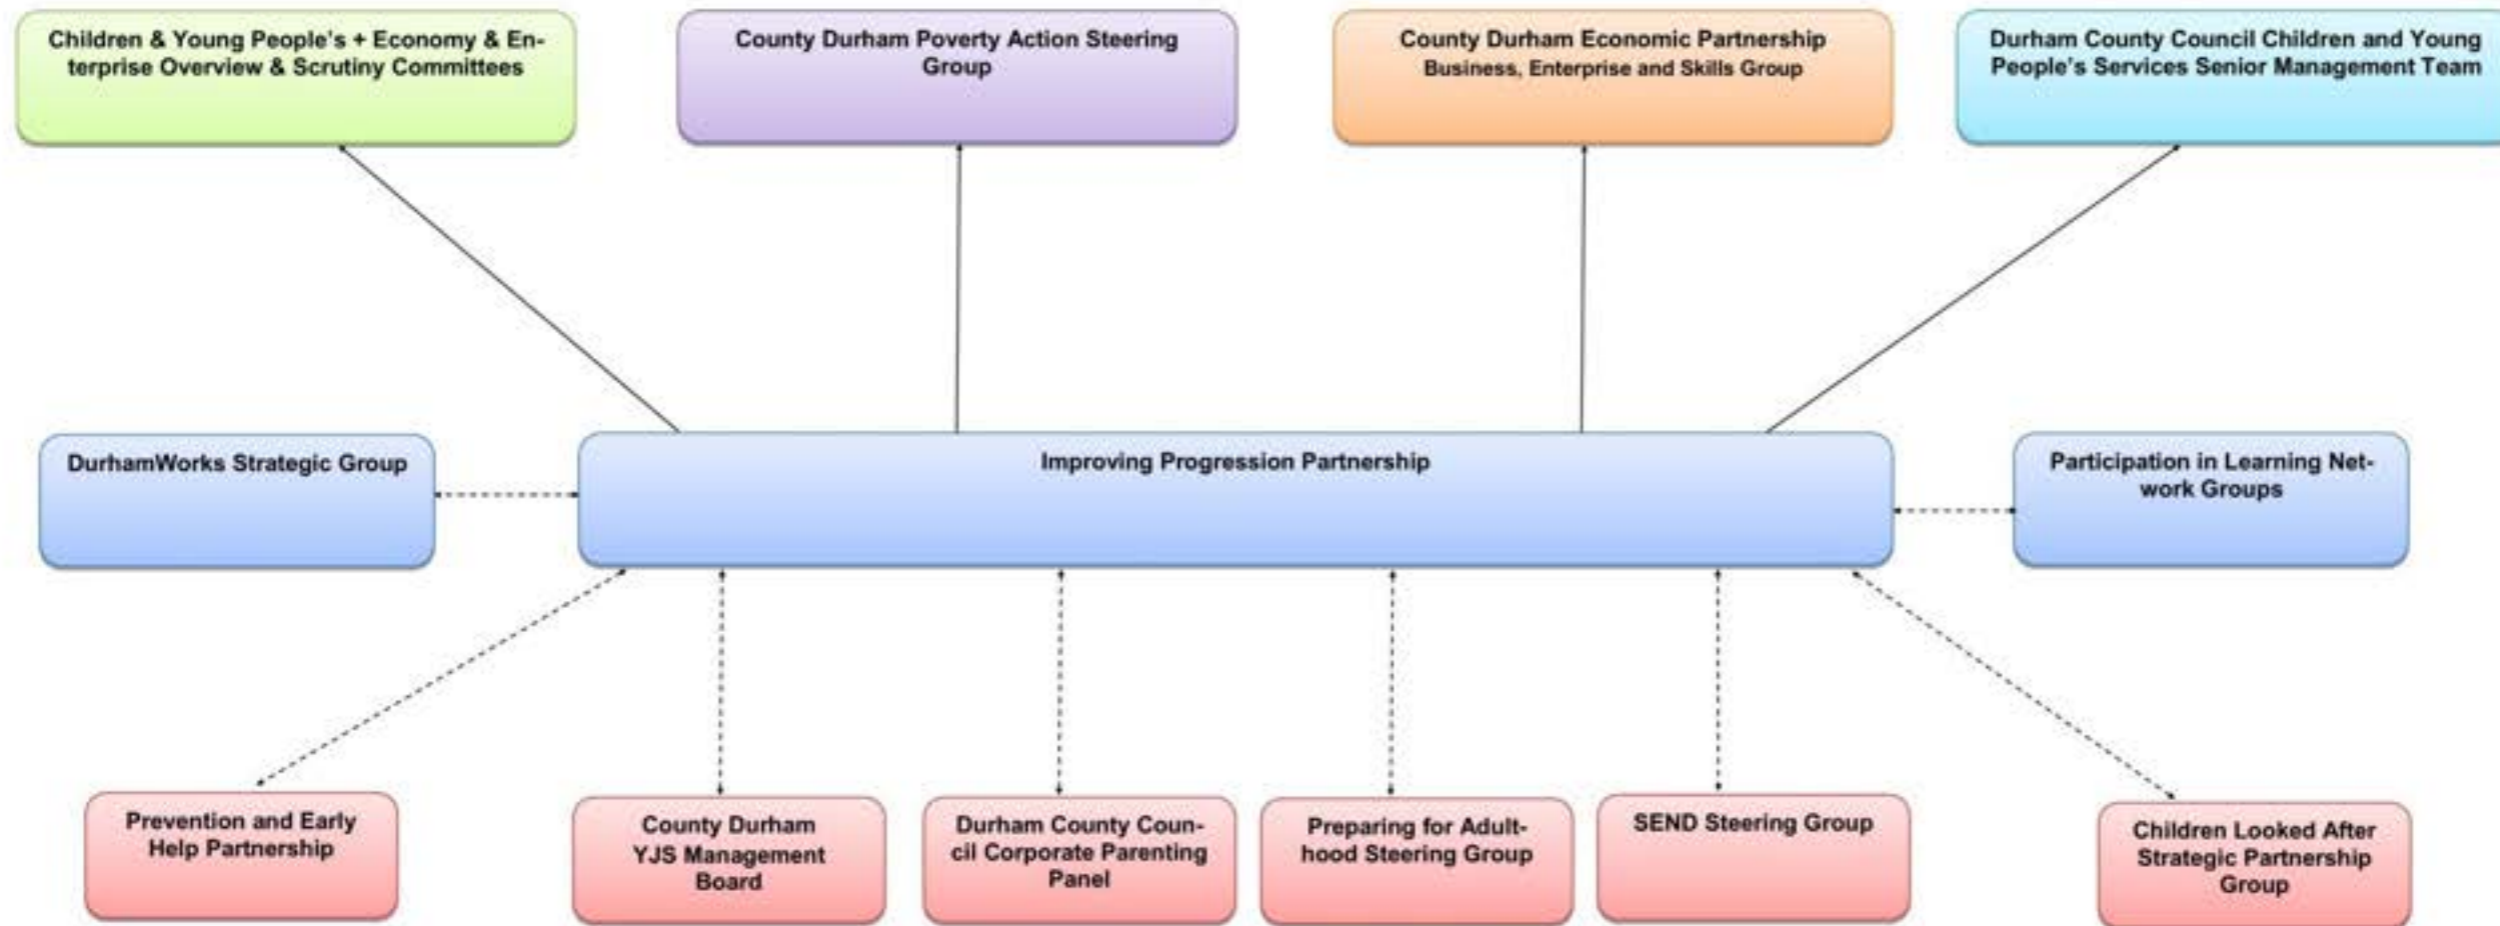 Children & Young People's + Economy & En-
terprise Overview & Scrutiny Committees
County Durham Poverty Action Steering
Group
County Durham Economic Partnership
Business, Enterprise and Skills Group
Durham County Council Children and Young
People's Services Senior Management Team
DurhamWorks Strategic Group
Improving Progression Partnership
Participation in Learning Net-
work Groups
Prevention and Early
Help Partnership
County Durham
YJS Management
Board
Durham County Coun-
cil Corporate Parenting
Panel
Preparing for Adult-
hood Steering Group
SEND Steering Group
Children Looked After
Strategic Partnership
Group